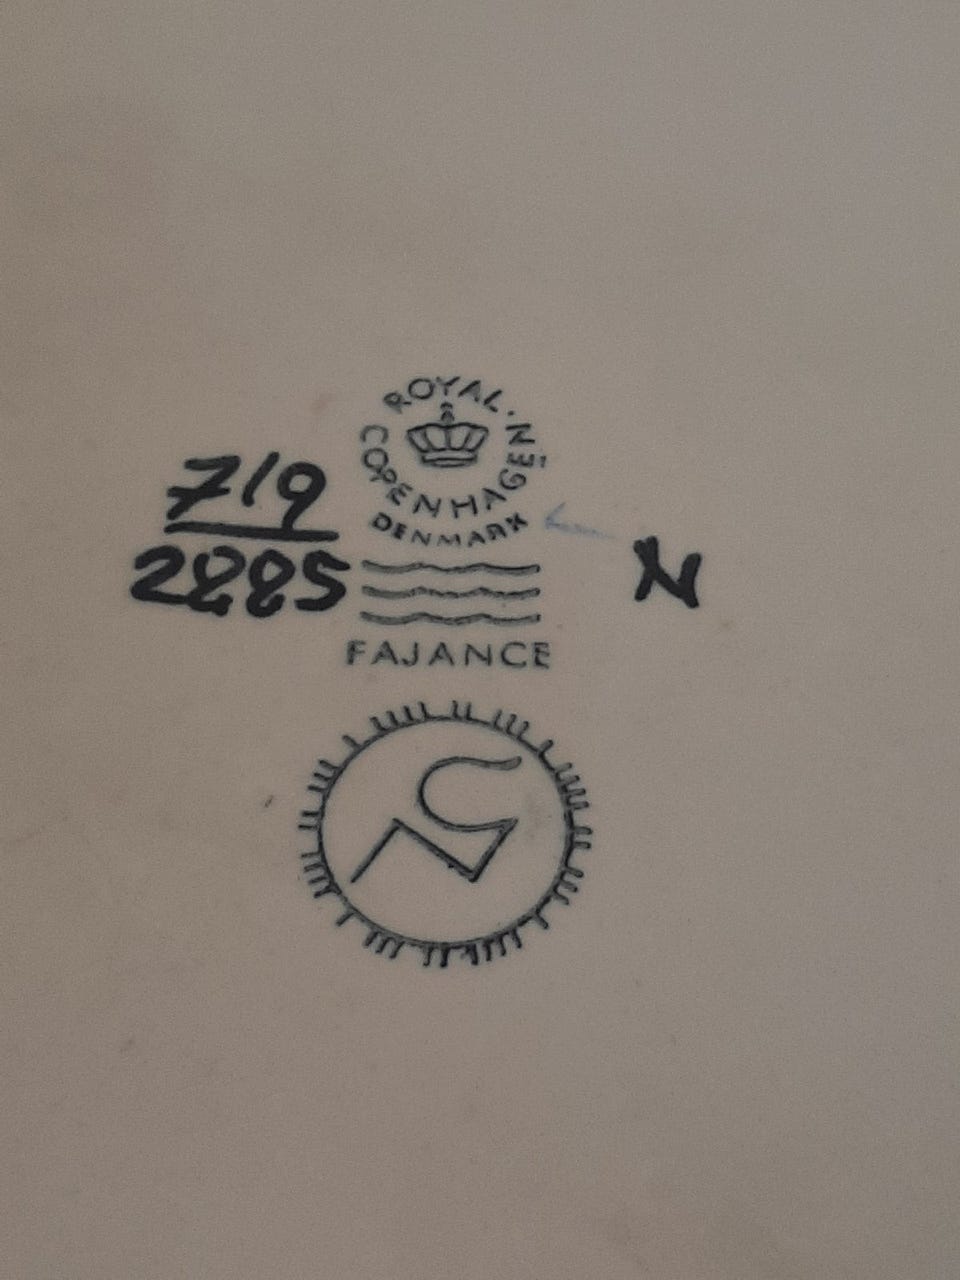 ROYAL · COPENHAGEN
DENMARK
719
2885
N
FAJANCE